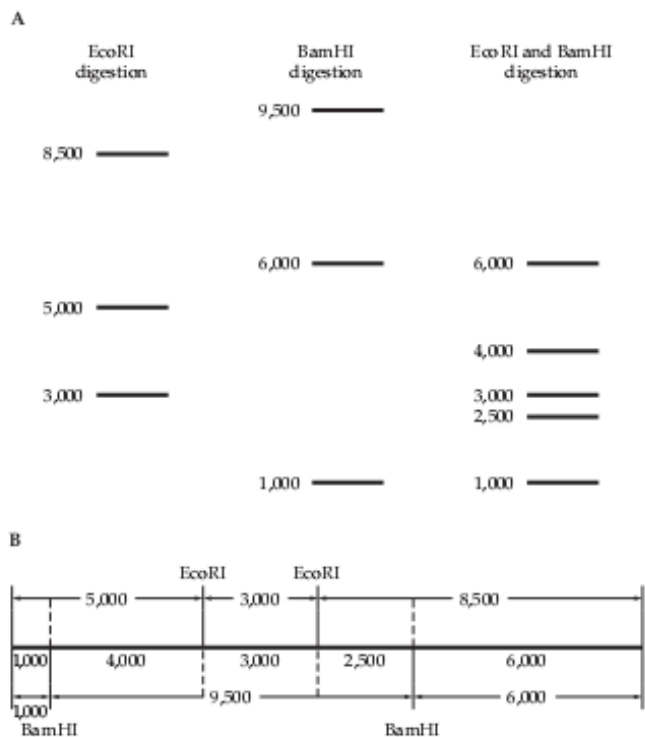 A
EcoRI BamHI EcoRI and BamHI
digestion digestion digestion
9,500
8,500
6,000 6,000
5,000
4,000
3,000 3,000
2,500
1,000 1,000
B
EcoRI EcoRI
5,000 3,000 8,500
1,000 4,000 3,000 2,500 6,000
9,500 6,000
1,000
BamHI BamHI